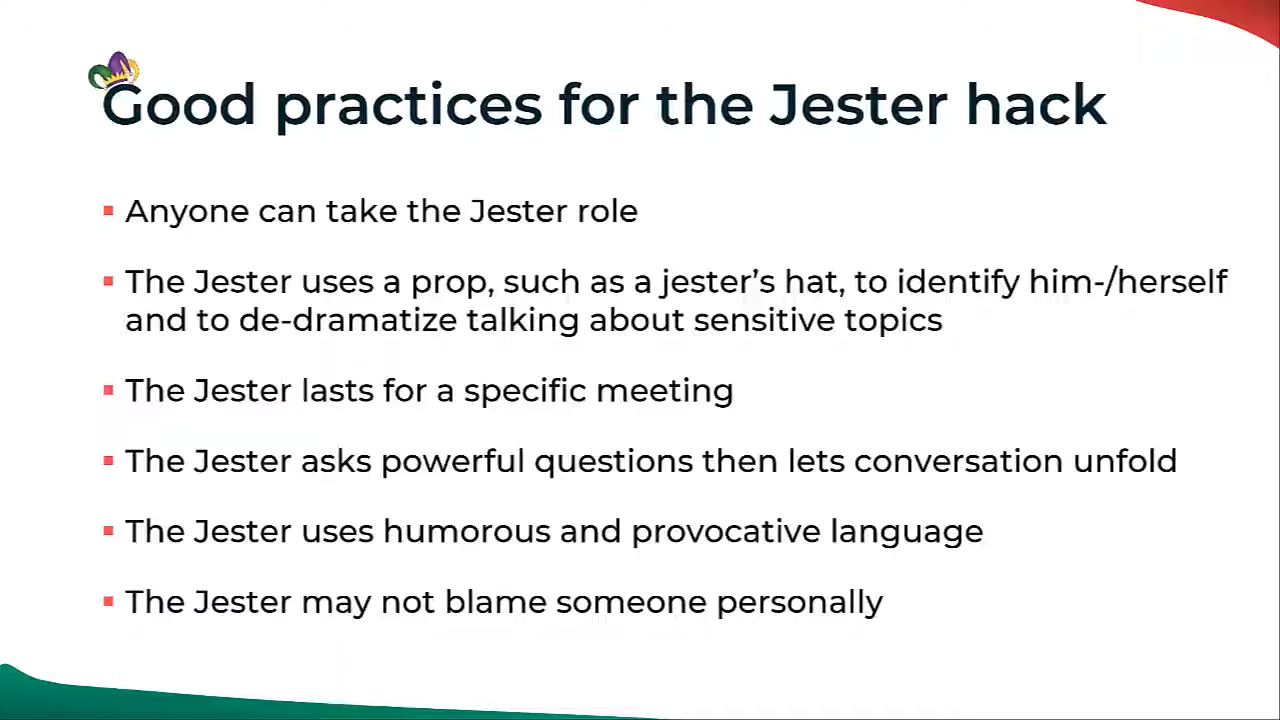 Good practices for the Jester hack
Anyone can take the Jester role
The Jester uses a prop, such as a jester’s hat, to identify him-/herself
and to de-dramatize talking about sensitive topics
The Jester lasts for a specific meeting
The Jester asks powerful questions then lets conversation unfold
The Jester uses humorous and provocative language
The Jester may not blame someone personally